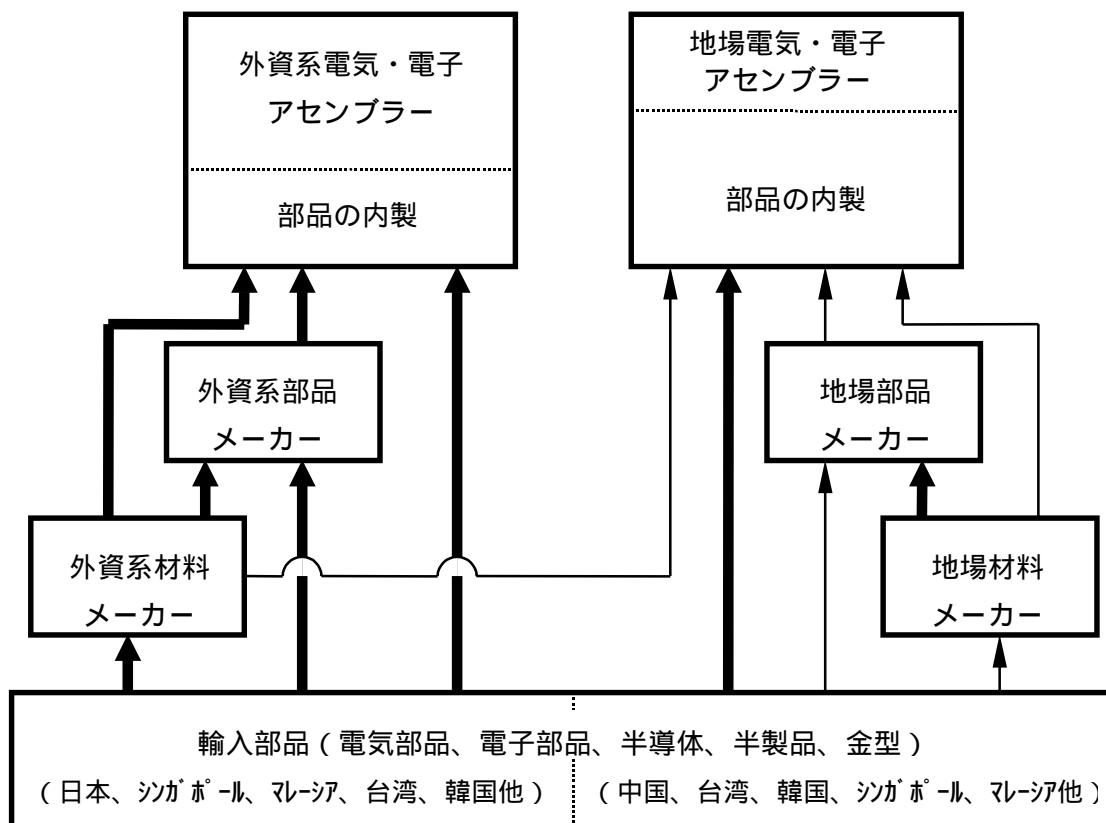 外資系電気・電子
アセンブラー
部品の内製
地場電気・電子
アセンブラー
部品の内製
外資系部品
メーカー
地場部品
メーカー
外資系材料
メーカー
地場材料
メーカー
輸入部品(電気部品、電子部品、半導体、半製品、金型)
(日本、シンガポール、マレーシア、台湾、韓国他)
(中国、台湾、韓国、シンガポール、マレーシア他)